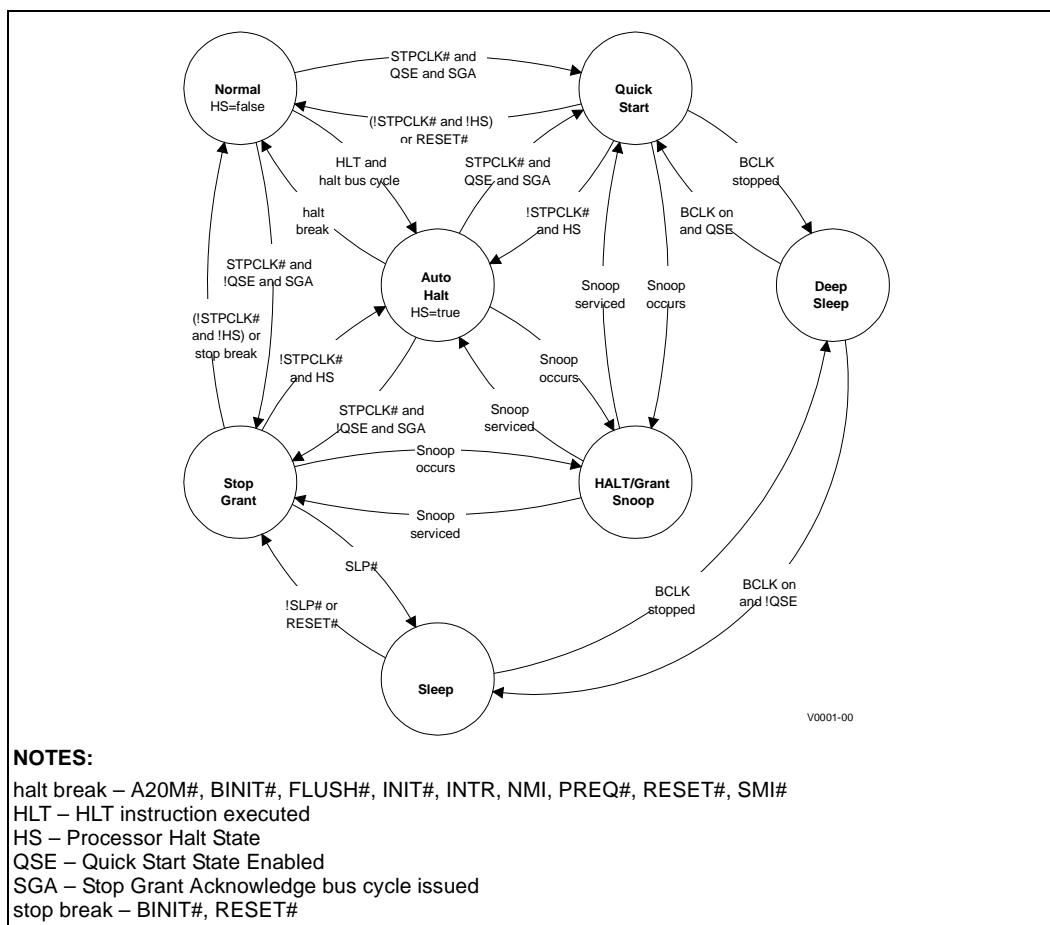 STPCLK# and
QSE and SGA
Normal
HS=false
Quick
Start
(!STPCLK# and !HS)
or RESET#
HLT and
halt bus cycle
STPCLK# and
QSE and SGA
BCLK
stopped
halt
break
!STPCLK#
and HS
BCLK on
and QSE
STPCLK# and
!QSE and SGA
Auto
Halt
HS=true
Snoop
serviced
Snoop
occurs
Deep
Sleep
(!STPCLK#
and !HS) or
stop break
!STPCLK#
and HS
Snoop
occurs
STPCLK# and
!QSE and SGA
Snoop
serviced
Stop
Grant
Snoop
occurs
HALT/Grant
Snoop
Snoop
serviced
SLP#
BCLK
stopped
BCLK on
and !QSE
!SLP# or
RESET#
Sleep
V0001-00
NOTES:
halt break – A20M#, BINIT#, FLUSH#, INIT#, INTR, NMI, PREQ#, RESET#, SMI#
HLT – HLT instruction executed
HS – Processor Halt State
QSE – Quick Start State Enabled
SGA – Stop Grant Acknowledge bus cycle issued
stop break – BINIT#, RESET#